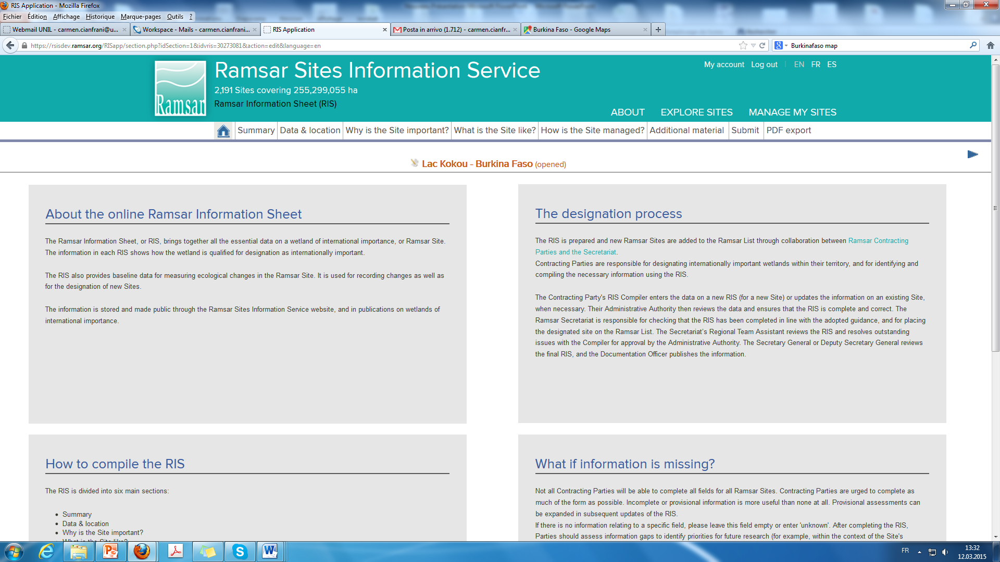 RIS Application - Mozilla Firefox
Fichier Édition Affichage Historique Marque-pages Outils ?
Webmail UNIL - carmen.cianfrani@u... × Workspace - Mails - carmen.cianfrani... × RIS Application × Posta in arrivo (1.712) - carmen.cianfr... × Burkina Faso - Google Maps × +
https://rsisdev.ramsar.org/RISapp/section.php?idSection=1&idvris=30273081&action=edit&language=en
Burkinafaso map
Ramsar
Ramsar Sites Information Service
2,191 Sites covering 255,299,055 ha
Ramsar Information Sheet (RIS)
My account Log out | EN FR ES
ABOUT EXPLORE SITES MANAGE MY SITES
Summary Data & location Why is the Site important? What is the Site like? How is the Site managed? Additional material Submit PDF export
Lac Kokou - Burkina Faso (opened)
About the online Ramsar Information Sheet
The Ramsar Information Sheet, or RIS, brings together all the essential data on a wetland of international importance, or Ramsar Site.
The information in each RIS shows how the wetland is qualified for designation as internationally important.
The RIS also provides baseline data for measuring ecological changes in the Ramsar Site. It is used for recording changes as well as
for the designation of new Sites.
The information is stored and made public through the Ramsar Sites Information Service website, and in publications on wetlands of
international importance.
The designation process
The RIS is prepared and new Ramsar Sites are added to the Ramsar List through collaboration between Ramsar Contracting
Parties and the Secretariat.
Contracting Parties are responsible for designating internationally important wetlands within their territory, and for identifying and
compiling the necessary information using the RIS.
The Contracting Party's RIS Compiler enters the data on a new RIS (for a new Site) or updates the information on an existing Site,
when necessary. Their Administrative Authority then reviews the data and ensures that the RIS is complete and correct. The
Ramsar Secretariat is responsible for checking that the RIS has been completed in line with the adopted guidance, and for placing
the designated site on the Ramsar List. The Secretariat's Regional Team Assistant reviews the RIS and resolves outstanding
issues with the Compiler for approval by the Administrative Authority. The Secretary General or Deputy Secretary General reviews
the final RIS, and the Documentation Officer publishes the information.
How to compile the RIS
The RIS is divided into six main sections:
• Summary
• Data & location
• Why is the Site important?
• What is the Site like?
What if information is missing?
Not all Contracting Parties will be able to complete all fields for all Ramsar Sites. Contracting Parties are urged to complete as
much of the form as possible. Incomplete or provisional information is more useful than none at all. Provisional assessments can
be expanded in subsequent updates of the RIS.
If there is no information relating to a specific field, please leave this field empty or enter 'unknown'. After completing the RIS,
Parties should assess information gaps to identify priorities for future research (for example, within the context of the Site's
FR
13:32
12.03.2015